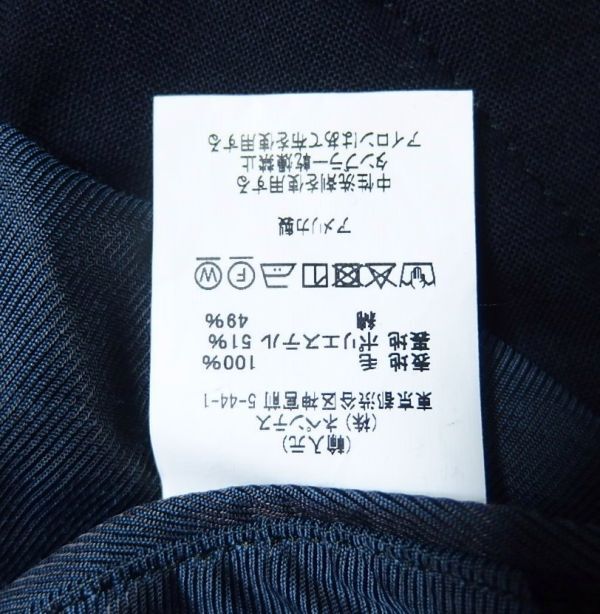 (輸入元)
(株)ネペンテス
東京都渋谷区神宮前 5-44-1
表地 毛 100%
裏地 ポリエステル 51%
綿 49%
F W
アメリカ製
中性洗剤を使用する
タンブラー乾燥禁止
アイロンはあて布を使用する